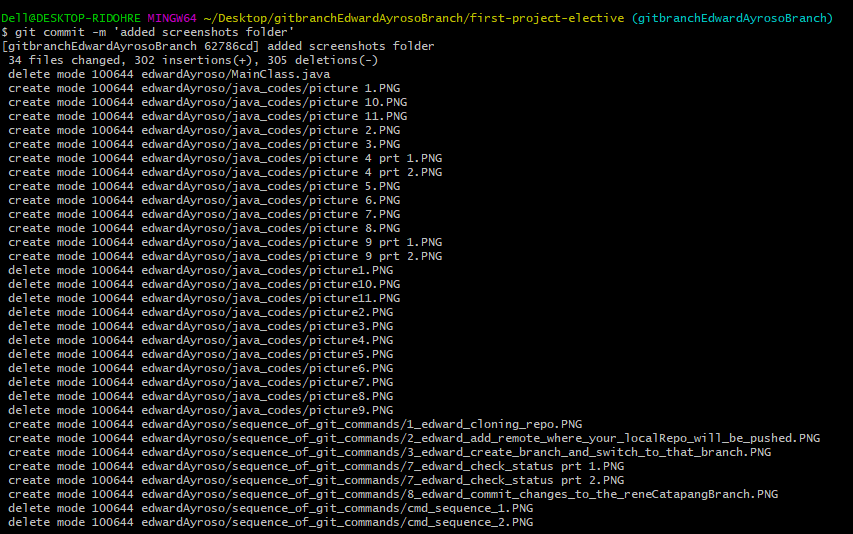 Dell@DESKTOP-RIDOHRE MINGW64 ~/Desktop/gitbranchEdwardAyrosoBranch/first-project-elective (gitbranchEdwardAyrosoBranch)
$ git commit -m 'added screenshots folder'
[gitbranchEdwardAyrosoBranch 62786cd] added screenshots folder
 34 files changed, 302 insertions(+), 305 deletions(-)
 delete mode 100644 edwardAyroso/MainClass.java
 create mode 100644 edwardAyroso/java_codes/picture 1.PNG
 create mode 100644 edwardAyroso/java_codes/picture 10.PNG
 create mode 100644 edwardAyroso/java_codes/picture 11.PNG
 create mode 100644 edwardAyroso/java_codes/picture 2.PNG
 create mode 100644 edwardAyroso/java_codes/picture 3.PNG
 create mode 100644 edwardAyroso/java_codes/picture 4 prt 1.PNG
 create mode 100644 edwardAyroso/java_codes/picture 4 prt 2.PNG
 create mode 100644 edwardAyroso/java_codes/picture 5.PNG
 create mode 100644 edwardAyroso/java_codes/picture 6.PNG
 create mode 100644 edwardAyroso/java_codes/picture 7.PNG
 create mode 100644 edwardAyroso/java_codes/picture 8.PNG
 create mode 100644 edwardAyroso/java_codes/picture 9 prt 1.PNG
 create mode 100644 edwardAyroso/java_codes/picture 9 prt 2.PNG
 delete mode 100644 edwardAyroso/java_codes/picture1.PNG
 delete mode 100644 edwardAyroso/java_codes/picture10.PNG
 delete mode 100644 edwardAyroso/java_codes/picture11.PNG
 delete mode 100644 edwardAyroso/java_codes/picture2.PNG
 delete mode 100644 edwardAyroso/java_codes/picture3.PNG
 delete mode 100644 edwardAyroso/java_codes/picture4.PNG
 delete mode 100644 edwardAyroso/java_codes/picture5.PNG
 delete mode 100644 edwardAyroso/java_codes/picture6.PNG
 delete mode 100644 edwardAyroso/java_codes/picture7.PNG
 delete mode 100644 edwardAyroso/java_codes/picture8.PNG
 delete mode 100644 edwardAyroso/java_codes/picture9.PNG
 create mode 100644 edwardAyroso/sequence_of_git_commands/1_edward_cloning_repo.PNG
 create mode 100644 edwardAyroso/sequence_of_git_commands/2_edward_add_remote_where_your_localRepo_will_be_pushed.PNG
 create mode 100644 edwardAyroso/sequence_of_git_commands/3_edward_create_branch_and_switch_to_that_branch.PNG
 create mode 100644 edwardAyroso/sequence_of_git_commands/7_edward_check_status prt 1.PNG
 create mode 100644 edwardAyroso/sequence_of_git_commands/7_edward_check_status prt 2.PNG
 create mode 100644 edwardAyroso/sequence_of_git_commands/8_edward_commit_changes_to_the_reneCatapangBranch.PNG
 delete mode 100644 edwardAyroso/sequence_of_git_commands/cmd_sequence_1.PNG
 delete mode 100644 edwardAyroso/sequence_of_git_commands/cmd_sequence_2.PNG